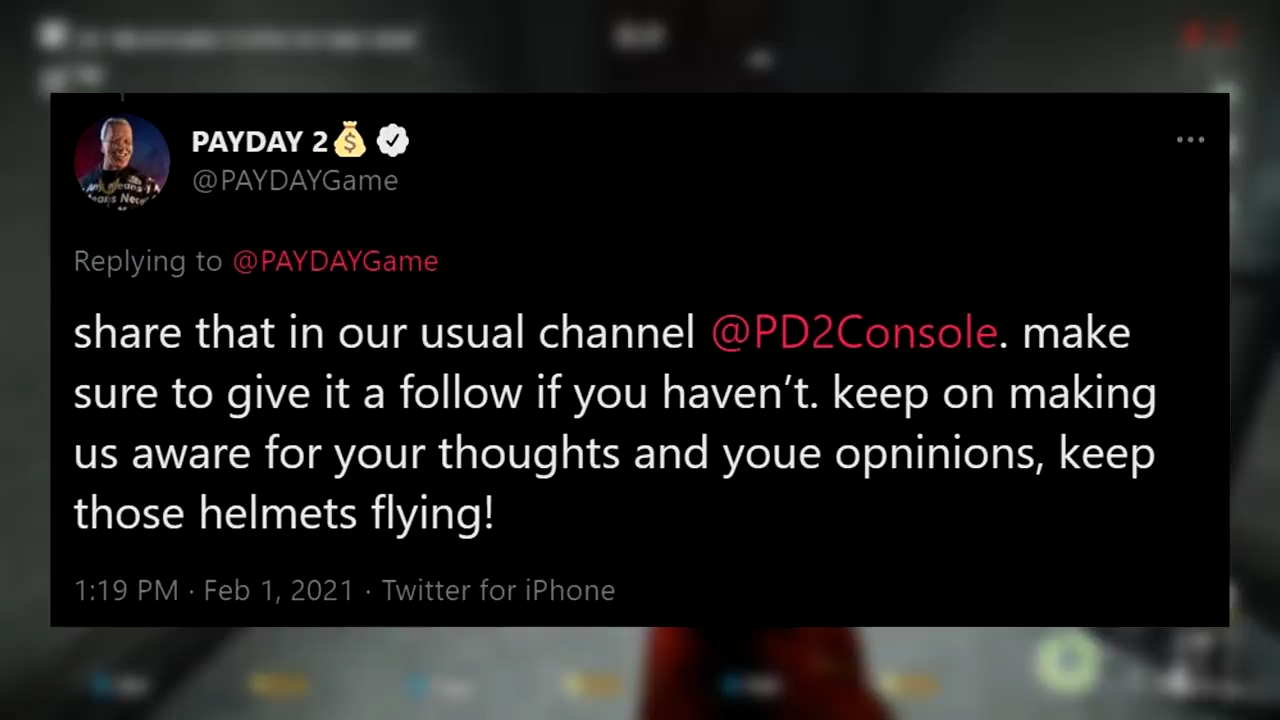 PAYDAY 2
@PAYDAYGame
Replying to @PAYDAYGame
share that in our usual channel @PD2Console. make
sure to give it a follow if you haven’t. keep on making
us aware for your thoughts and youe opninions, keep
those helmets flying!
1:19 PM · Feb 1, 2021 · Twitter for iPhone